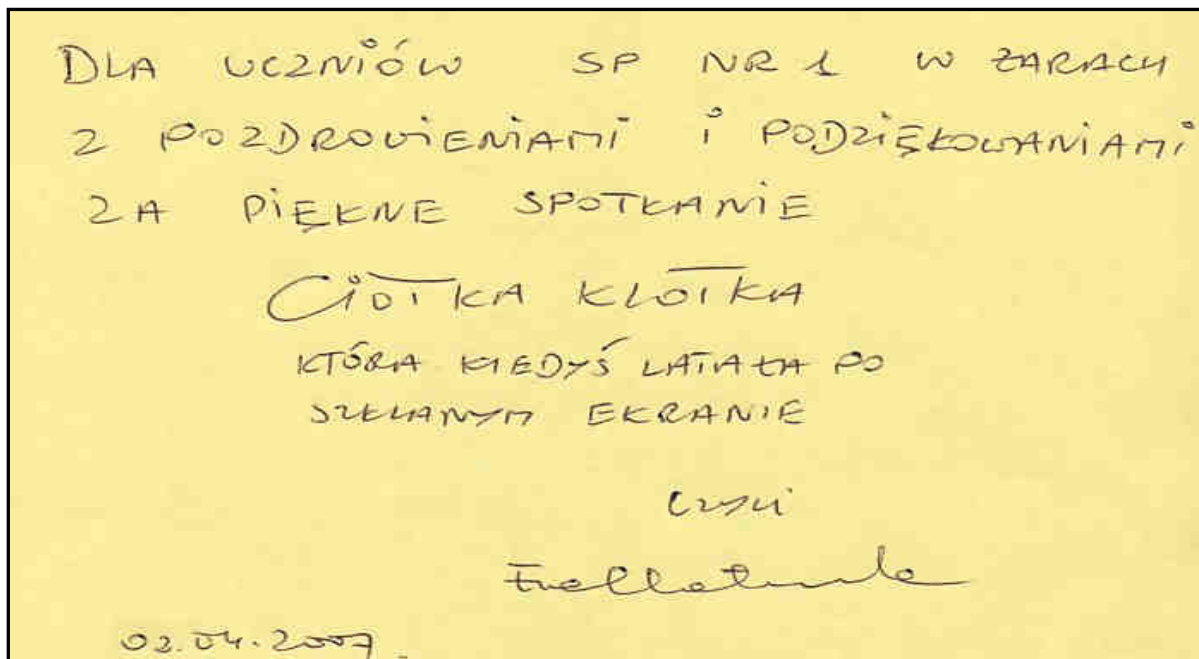 DLA UCZNIÓW SP NR 1 W ŻARACH
Z POZDROWIENIAMI I PODZIĘKOWANIAMI
ZA PIĘKNE SPOTKANIE
CIOTKA KLOTKA
KTÓRA KIEDYŚ LATAŁA PO
SZKLANYM EKRANIE
czyli
02.04.2007.